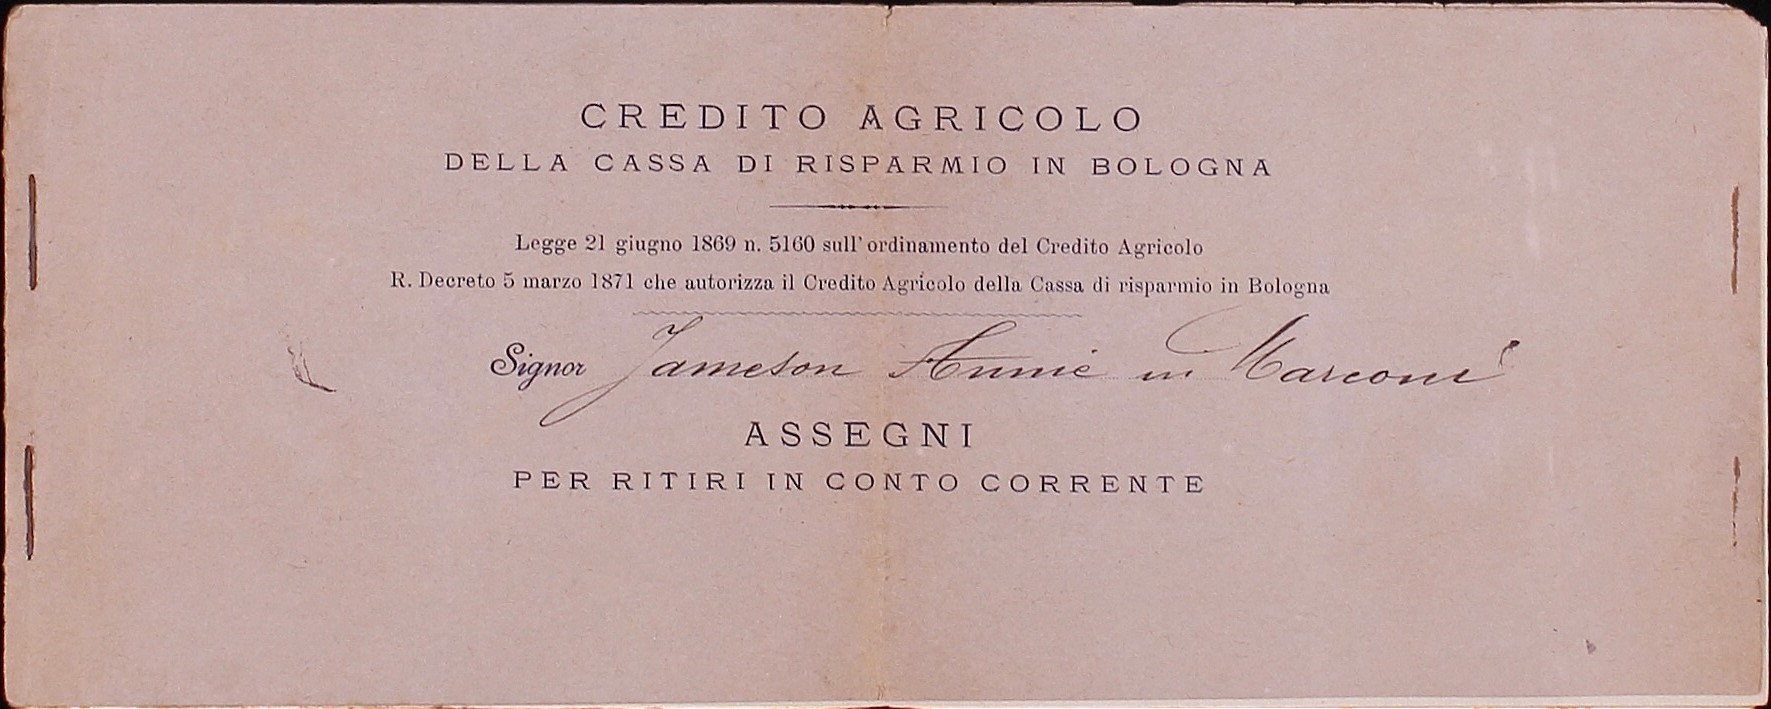 CREDITO AGRICOLO
DELLA CASSA DI RISPARMIO IN BOLOGNA
Legge 21 giugno 1869 n. 5160 sull' ordinamento del Credito Agricolo
R. Decreto 5 marzo 1871 che autorizza il Credito Agricolo della Cassa di risparmio in Bologna
Signor Jameson Annie in Marconi
ASSEGNI
PER RITIRI IN CONTO CORRENTE